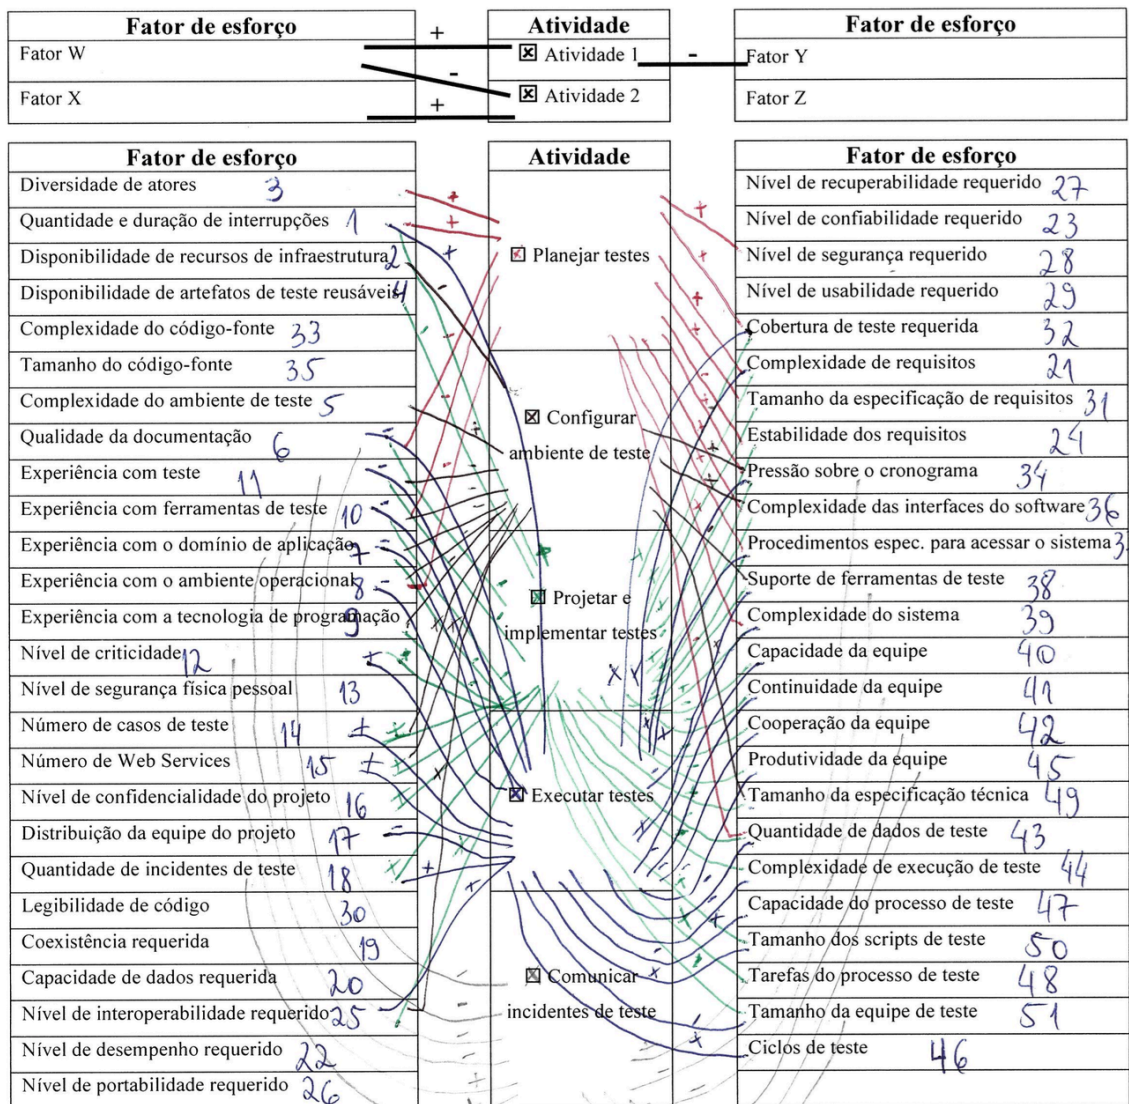 Fator de esforço + Atividade Fator de esforço
Fator W ☒ Atividade 1 - Fator Y
-
Fator X + ☒ Atividade 2 Fator Z
Fator de esforço Atividade Fator de esforço
Diversidade de atores 3
Quantidade e duração de interrupções 1
Disponibilidade de recursos de infraestrutura 2
Disponibilidade de artefatos de teste reusáveis 4
Complexidade do código-fonte 33
Tamanho do código-fonte 35
Complexidade do ambiente de teste 5
Qualidade da documentação 6
Experiência com teste 11
Experiência com ferramentas de teste 10
Experiência com o domínio de aplicação 7
Experiência com o ambiente operacional 8
Experiência com a tecnologia de programação 9
Nível de criticidade 12
Nível de segurança física pessoal 13
Número de casos de teste 14
Número de Web Services 15
Nível de confidencialidade do projeto 16
Distribuição da equipe do projeto 17
Quantidade de incidentes de teste 18
Legibilidade de código 30
Coexistência requerida 19
Capacidade de dados requerida 20
Nível de interoperabilidade requerido 25
Nível de desempenho requerido 22
Nível de portabilidade requerido 26
☒ Planejar testes
☒ Configurar
ambiente de teste
☒ Projetar e
implementar testes
☒ Executar testes
☒ Comunicar
incidentes de teste
Nível de recuperabilidade requerido 27
Nível de confiabilidade requerido 23
Nível de segurança requerido 28
Nível de usabilidade requerido 29
Cobertura de teste requerida 32
Complexidade de requisitos 21
Tamanho da especificação de requisitos 31
Estabilidade dos requisitos 24
Pressão sobre o cronograma 34
Complexidade das interfaces do software 36
Procedimentos espec. para acessar o sistema 3
Suporte de ferramentas de teste 38
Complexidade do sistema 39
Capacidade da equipe 40
Continuidade da equipe 41
Cooperação da equipe 42
Produtividade da equipe 45
Tamanho da especificação técnica 49
Quantidade de dados de teste 43
Complexidade de execução de teste 44
Capacidade do processo de teste 47
Tamanho dos scripts de teste 50
Tarefas do processo de teste 48
Tamanho da equipe de teste 51
Ciclos de teste 46